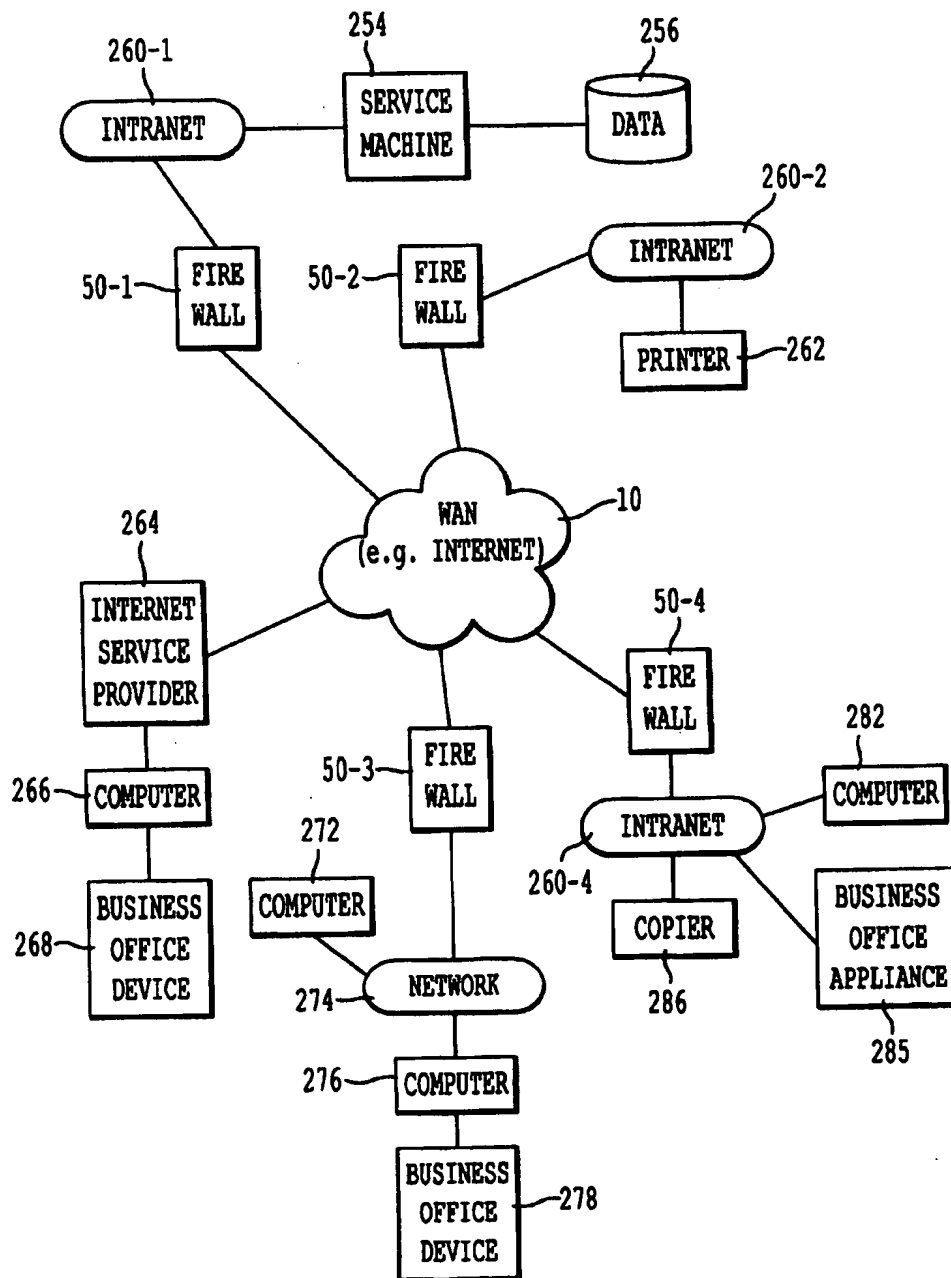 260-1
254
256
INTRANET
SERVICE
MACHINE
DATA
260-2
50-1
FIRE
WALL
50-2
FIRE
WALL
INTRANET
PRINTER
262
WAN
(e.g. INTERNET)
10
264
INTERNET
SERVICE
PROVIDER
50-4
FIRE
WALL
266
COMPUTER
50-3
FIRE
WALL
282
COMPUTER
INTRANET
260-4
272
COMPUTER
268
BUSINESS
OFFICE
DEVICE
COPIER
286
BUSINESS
OFFICE
APPLIANCE
285
274
NETWORK
276
COMPUTER
BUSINESS
OFFICE
DEVICE
278